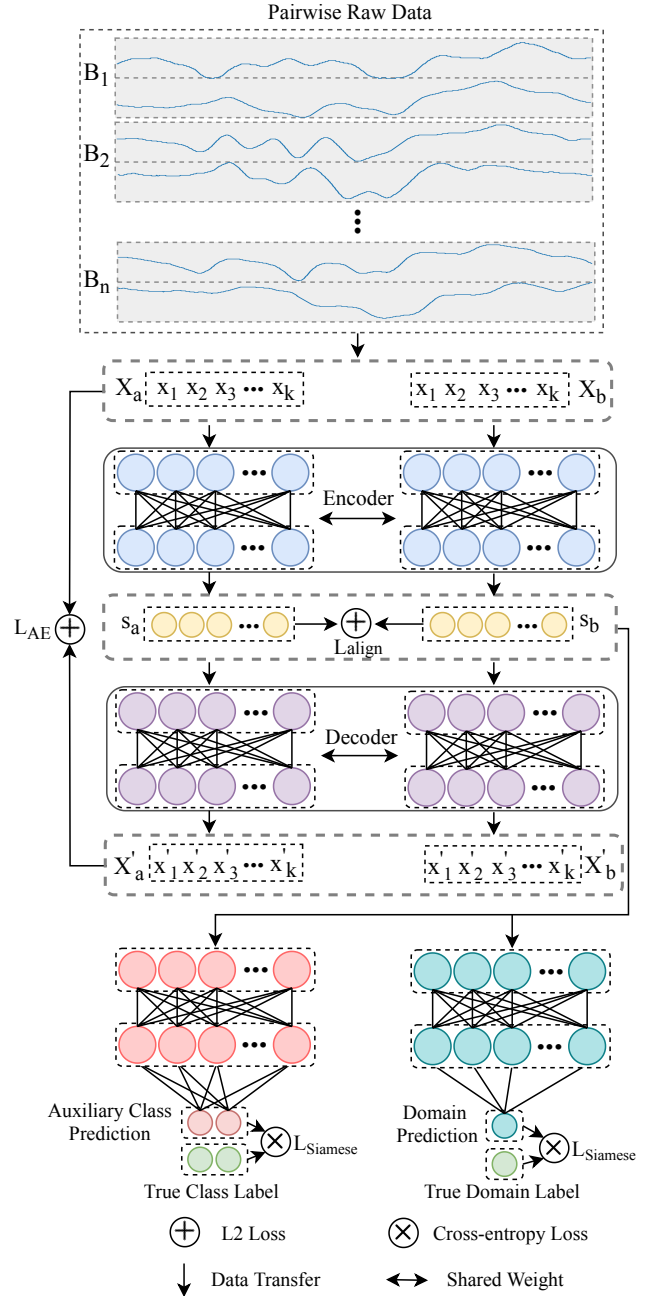 Pairwise Raw Data
B1
B2
Bn
Xa x1 x2 x3 ••• xk
x1 x2 x3 ••• xk Xb
Encoder
sa
sb
LAE
Lalign
Decoder
X'a x'1 x'2 x'3 ••• x'k
x'1 x'2 x'3 ••• x'k X'b
Auxiliary Class
Prediction
LSiamese
True Class Label
Domain
Prediction
LSiamese
True Domain Label
L2 Loss
Cross-entropy Loss
Data Transfer
Shared Weight